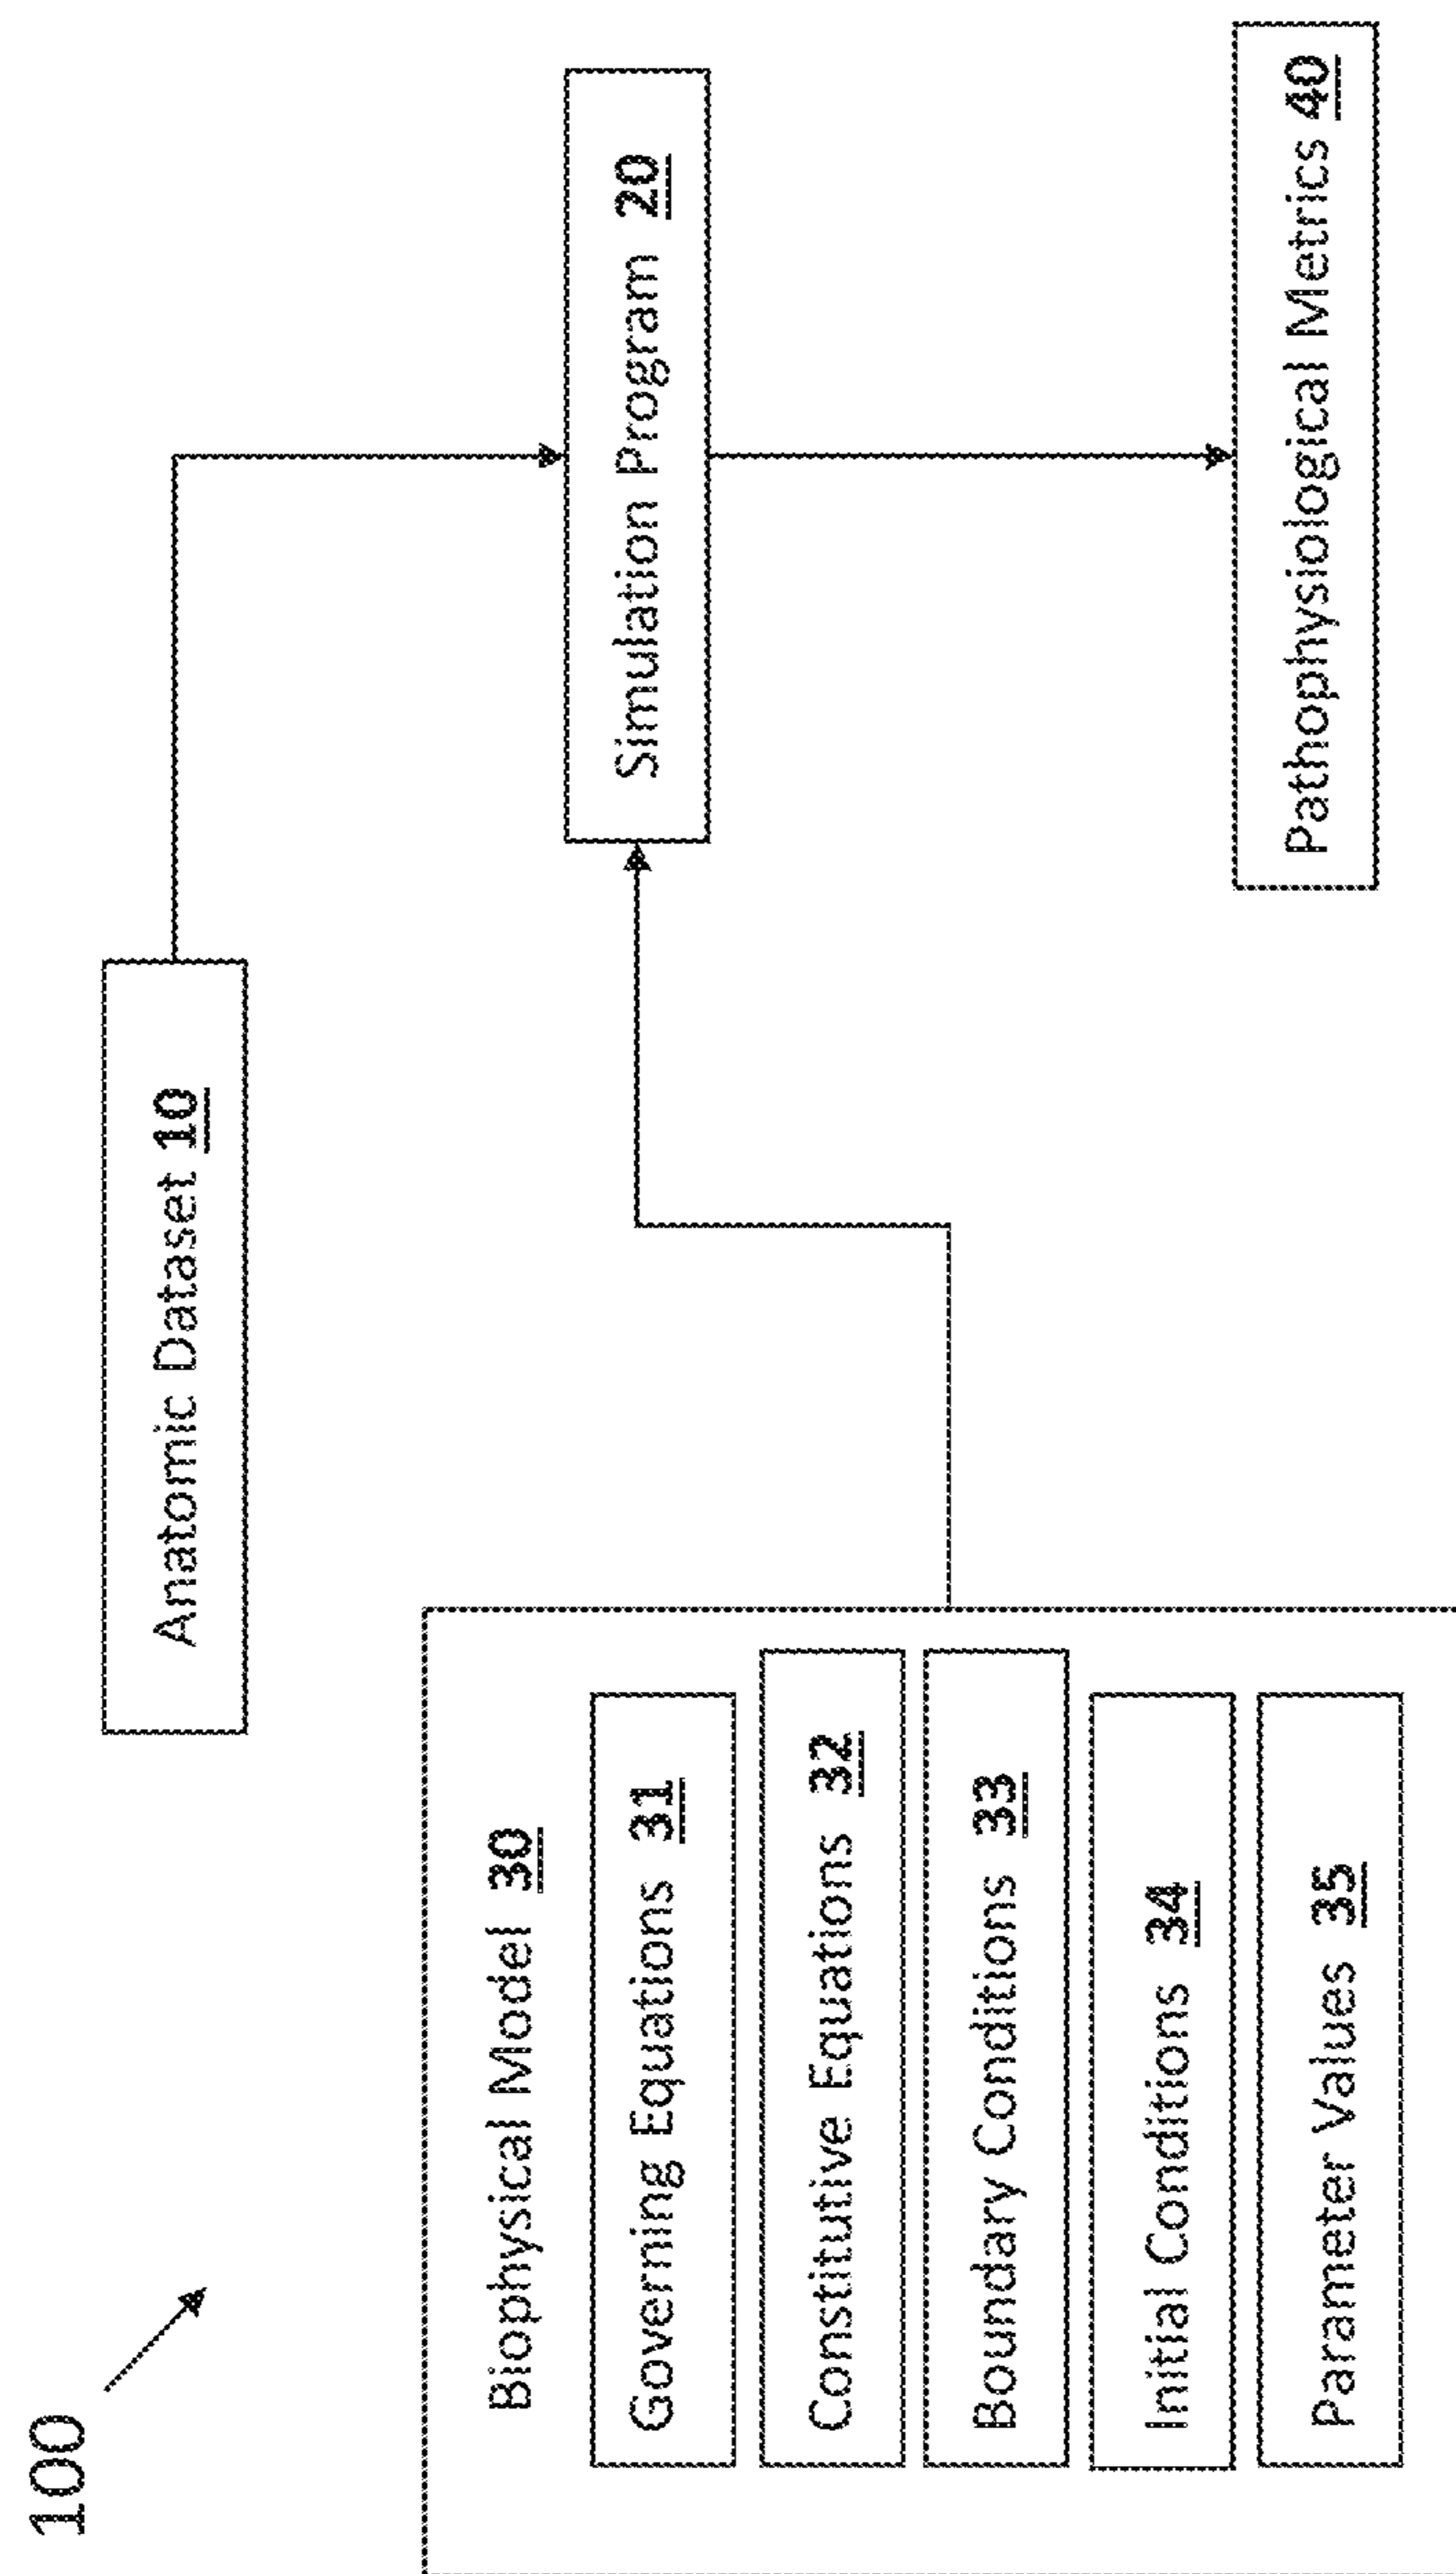 100
Anatomic Dataset 10
Biophysical Model 30
Governing Equations 31
Constitutive Equations 32
Boundary Conditions 33
Initial Conditions 34
Parameter Values 35
Simulation Program 20
Pathophysiological Metrics 40